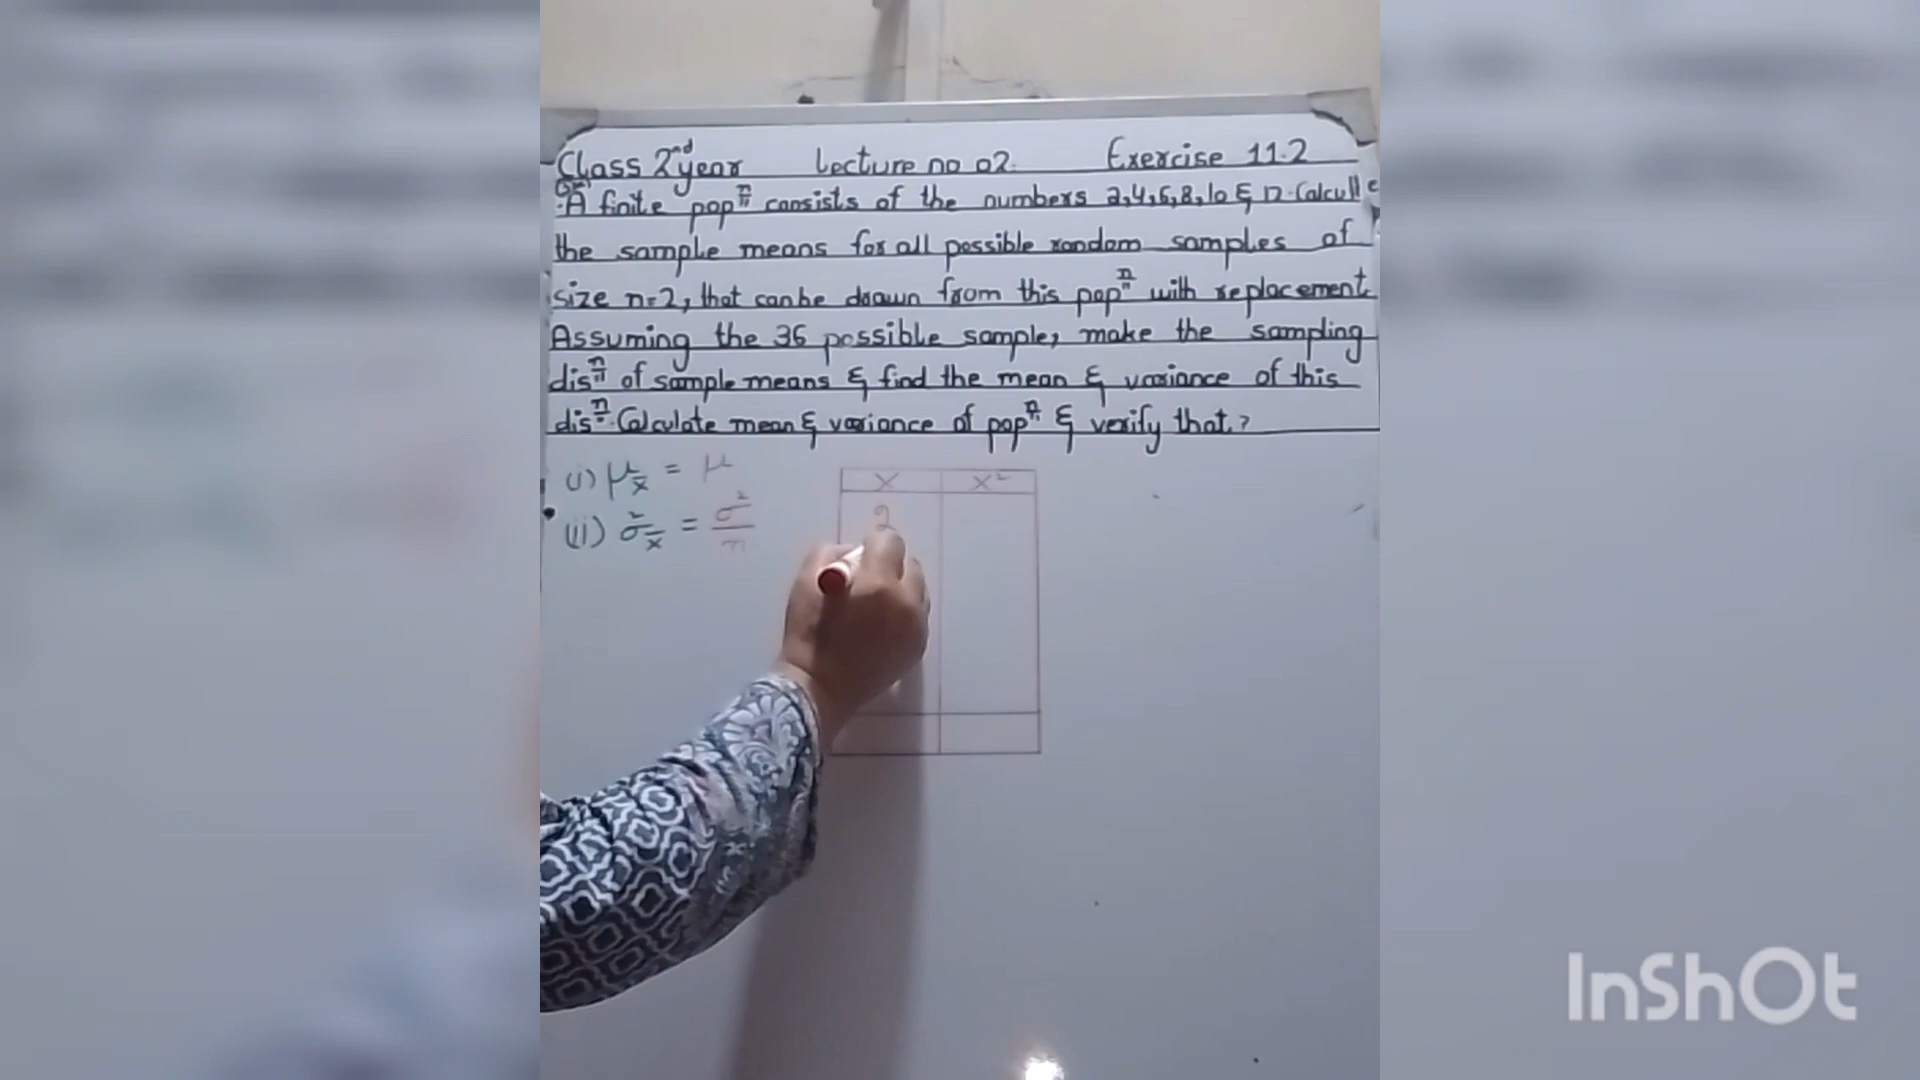 Class 2nd year Lecture no 02. Exercise 11.2
A finite popⁿ consists of the numbers 2,4,6,8,10 & 12. Calcul
the sample means for all possible random samples of
size n=2, that can be drawn from this popⁿ with replacement
Assuming the 36 possible samples, make the sampling
disⁿ of sample means & find the mean & variance of this
disⁿ. Calculate mean & variance of popⁿ & verify that?
(i) μx̄ = μ
(ii) σ²x̄ = σ²/n
X X²
2
InShOt